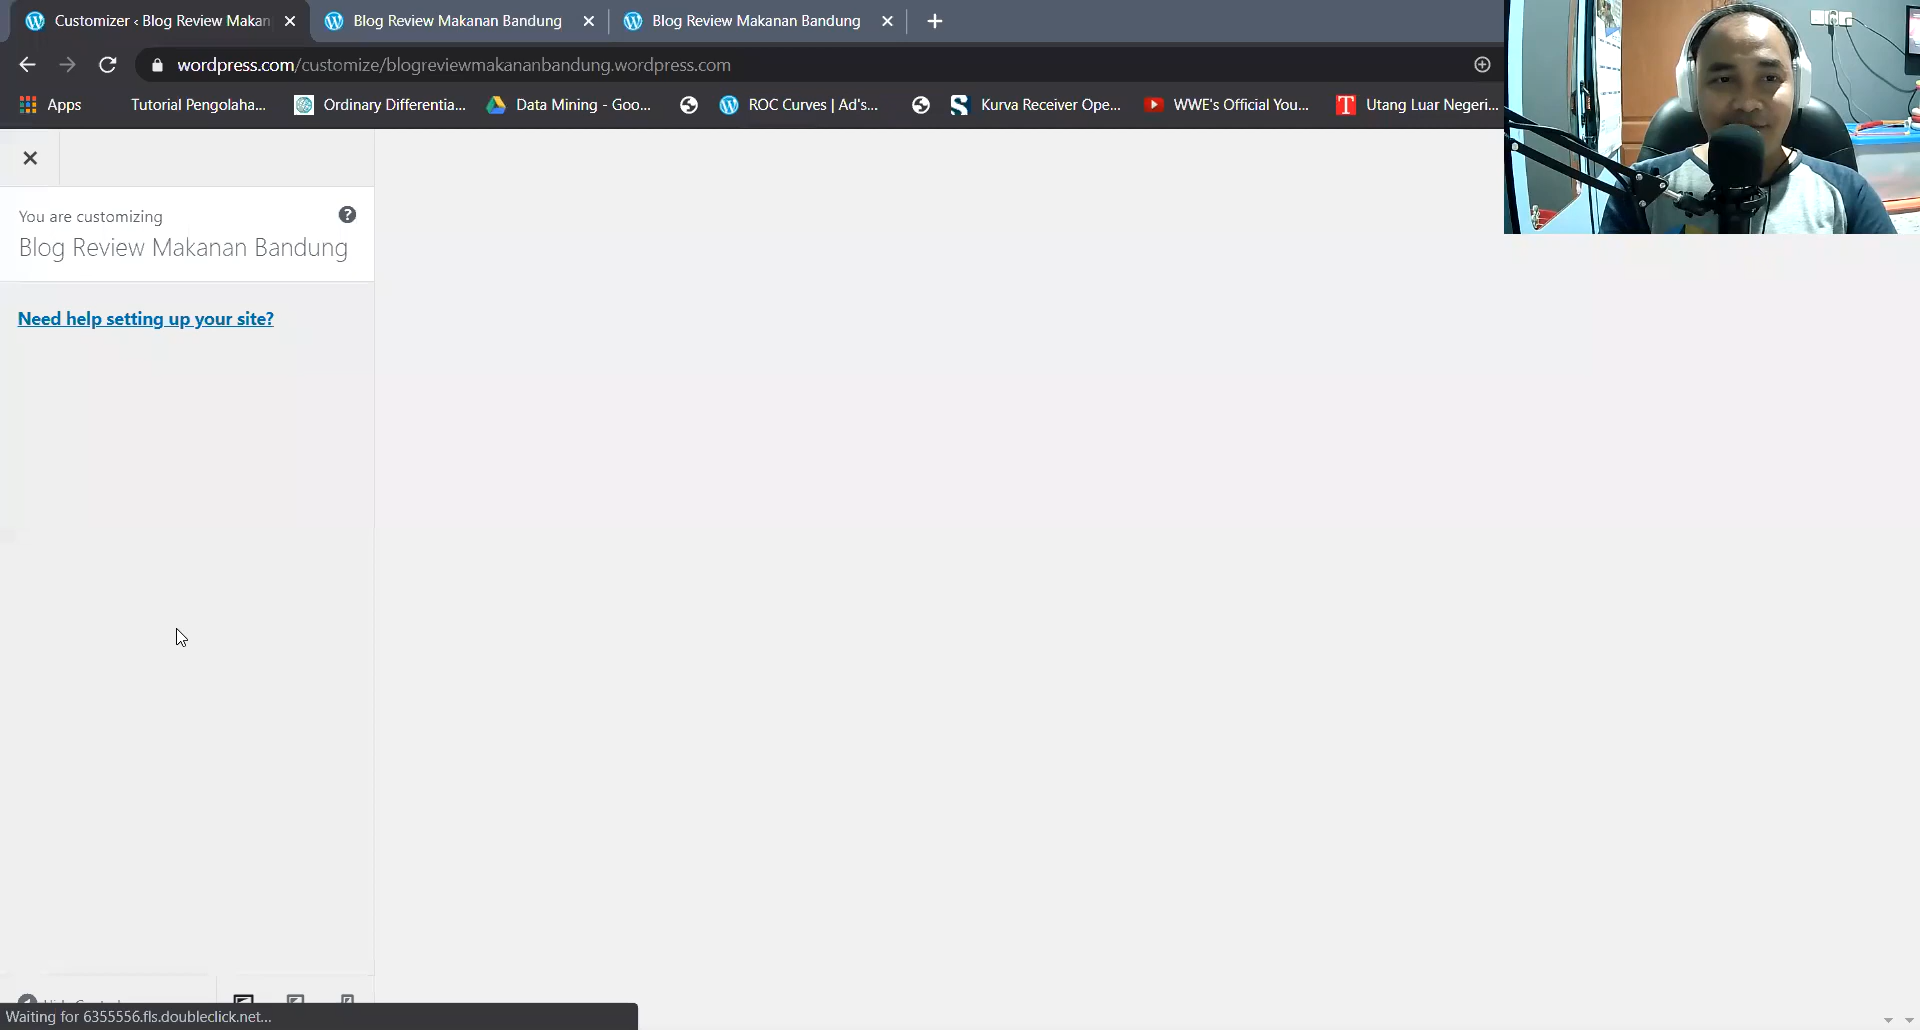 Customizer ‹ Blog Review Makan
Blog Review Makanan Bandung
Blog Review Makanan Bandung
wordpress.com/customize/blogreviewmakananbandung.wordpress.com
Apps
Tutorial Pengolaha...
Ordinary Differentia...
Data Mining - Goo...
ROC Curves | Ad's...
Kurva Receiver Ope...
WWE's Official You...
Utang Luar Negeri...
You are customizing
Blog Review Makanan Bandung
Need help setting up your site?
Waiting for 6355556.fls.doubleclick.net...